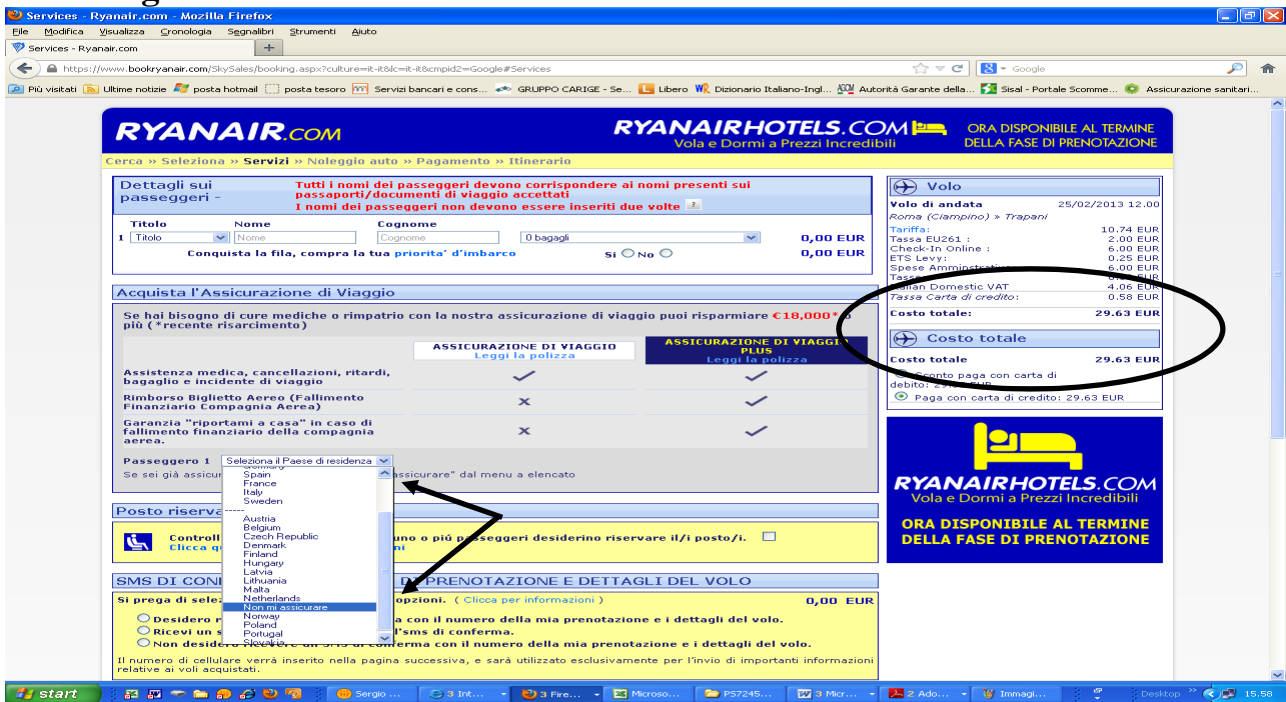 Services - Ryanair.com - Mozilla Firefox
File Modifica Visualizza Cronologia Segnalibri Strumenti Aiuto
Services - Ryanair.com
https://www.bookryanair.com/SkySales/booking.aspx?culture=it-it&lc=it-it&cmpid2=Google#Services
Google
Più visitati Ultime notizie posta hotmail posta tesoro Servizi bancari e cons... GRUPPO CARIGE - Se... Libero Dizionario Italiano-Ingl... Autorità Garante della... Sisal - Portale Scomme... Assicurazione sanitari...
RYANAIR.COM
RYANAIRHOTELS.COM
Vola e Dormi a Prezzi Incredibili
ORA DISPONIBILE AL TERMINE
DELLA FASE DI PRENOTAZIONE
Cerca » Seleziona » Servizi » Noleggio auto » Pagamento » Itinerario
Dettagli sui
passeggeri -
Tutti i nomi dei passeggeri devono corrispondere ai nomi presenti sui
passaporti/documenti di viaggio accettati
I nomi dei passeggeri non devono essere inseriti due volte ?
Titolo Nome Cognome
1 Titolo Nome Cognome 0 bagagli 0,00 EUR
Conquista la fila, compra la tua priorita' d'imbarco Si No 0,00 EUR
Acquista l'Assicurazione di Viaggio
Se hai bisogno di cure mediche o rimpatrio con la nostra assicurazione di viaggio puoi risparmiare €18,000* o
più (*recente risarcimento)
ASSICURAZIONE DI VIAGGIO
Leggi la polizza
ASSICURAZIONE DI VIAGGIO
PLUS
Leggi la polizza
Assistenza medica, cancellazioni, ritardi,
bagaglio e incidente di viaggio
Rimborso Biglietto Aereo (Fallimento
Finanziario Compagnia Aerea)
x
Garanzia "riportami a casa" in caso di
fallimento finanziario della compagnia
aerea.
x
Passeggero 1 Seleziona il Paese di residenza
Se sei già assicur assicurare" dal menu a elencato
Germany
Spain
France
Italy
Sweden
-----
Austria
Belgium
Czech Republic
Denmark
Finland
Hungary
Latvia
Lithuania
Malta
Netherlands
Non mi assicurare
Norway
Poland
Portugal
Slovakia
Posto riserva
Controll uno o piú passeggeri desiderino riservare il/i posto/i.
Clicca q ni
SMS DI CON DI PRENOTAZIONE E DETTAGLI DEL VOLO
Si prega di sele opzioni. ( Clicca per informazioni ) 0,00 EUR
Desidero r a con il numero della mia prenotazione e i dettagli del volo.
Ricevi un s l'sms di conferma.
Non desid conferma con il numero della mia prenotazione e i dettagli del volo.
Il numero di cellulare verrà inserito nella pagina successiva, e sarà utilizzato esclusivamente per l'invio di importanti informazioni
relative ai voli acquistati.
Volo
Volo di andata 25/02/2013 12.00
Roma (Ciampino) » Trapani
Tariffa: 10.74 EUR
Tassa EU261 : 2.00 EUR
Check-In Online : 6.00 EUR
ETS Levy: 0.25 EUR
Spese Amministrative 6.00 EUR
Italian Domestic VAT 4.06 EUR
Tassa Carta di credito: 0.58 EUR
Costo totale: 29.63 EUR
Costo totale
Costo totale 29.63 EUR
Sconto paga con carta di
debito: 29.05 EUR
Paga con carta di credito: 29.63 EUR
RYANAIRHOTELS.COM
Vola e Dormi a Prezzi Incredibili
ORA DISPONIBILE AL TERMINE
DELLA FASE DI PRENOTAZIONE
start Sergio ... 3 Int... 3 Fire... Microso... PS7245... 3 Micr... 2 Ado... Immagi... Desktop 15.58